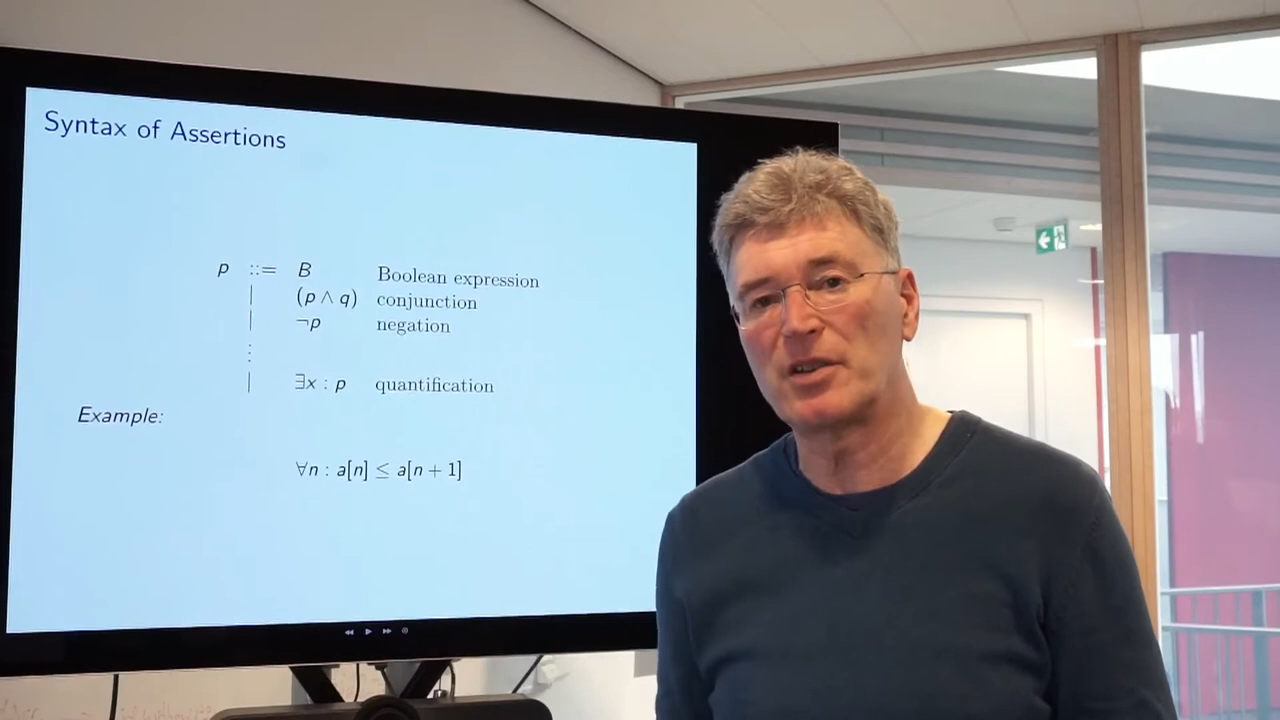 Syntax of Assertions
p ::= B Boolean expression
| (p ∧ q) conjunction
| ¬p negation
⋮
| ∃x : p quantification
Example:
∀n : a[n] ≤ a[n + 1]